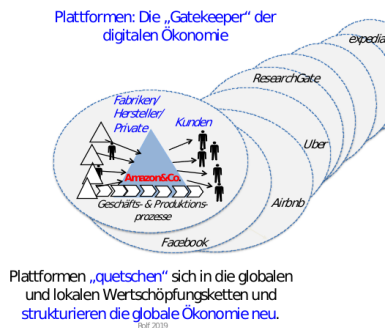 Plattformen: Die „Gatekeeper" der
digitalen Ökonomie
expedia
ResearchGate
Fabriken/
Hersteller/
Private
Kunden
Uber
Amazon&Co.
Airbnb
Geschäfts- & Produktions-
prozesse
Facebook
Plattformen „quetschen" sich in die globalen
und lokalen Wertschöpfungsketten und
strukturieren die globale Ökonomie neu.
Rolf 2019